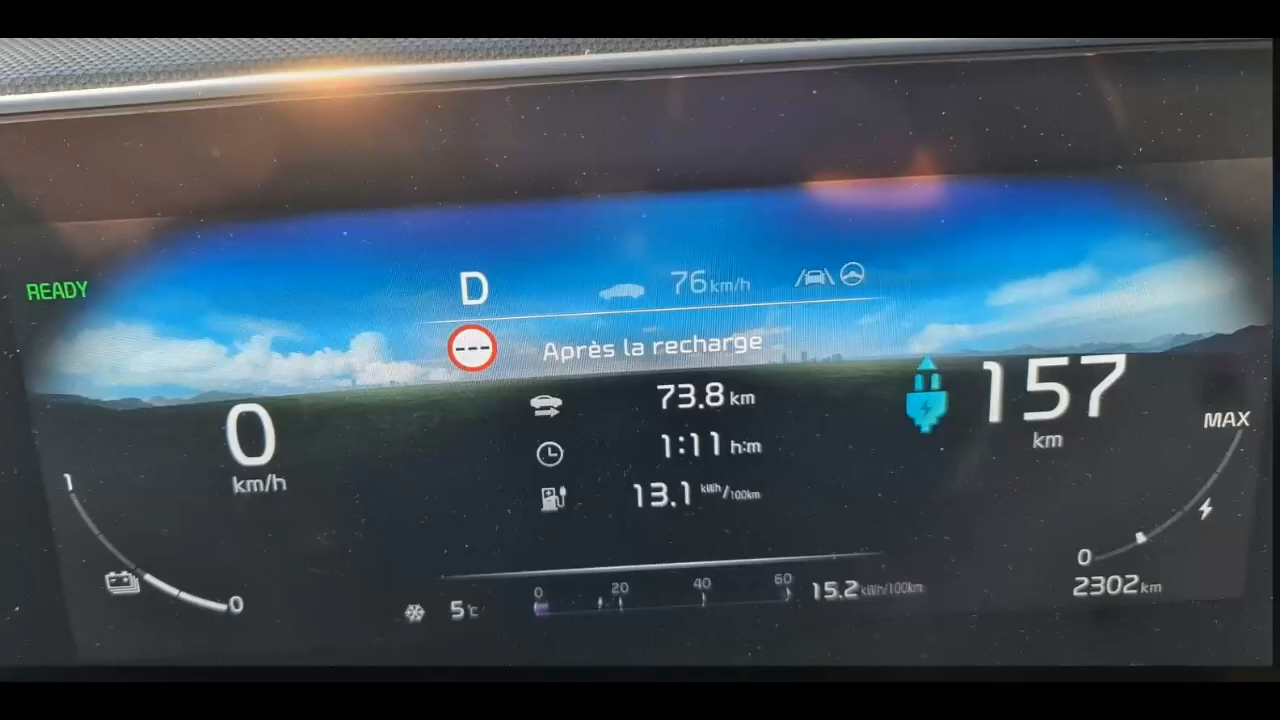 READY
D 76 km/h
--- Après la recharge
73.8 km
1:11 h:m
13.1 kWh/100km
0 km/h
157 km
MAX
1
0
0
2302 km
0 20 40 60
5°C
15.2 kWh/100km